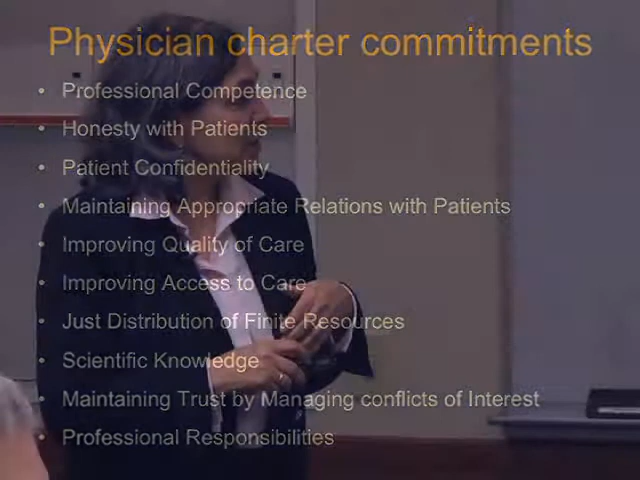 Physician charter commitments
• Professional Competence
• Honesty with Patients
• Patient Confidentiality
• Maintaining Appropriate Relations with Patients
• Improving Quality of Care
• Improving Access to Care
• Just Distribution of Finite Resources
• Scientific Knowledge
• Maintaining Trust by Managing conflicts of Interest
• Professional Responsibilities